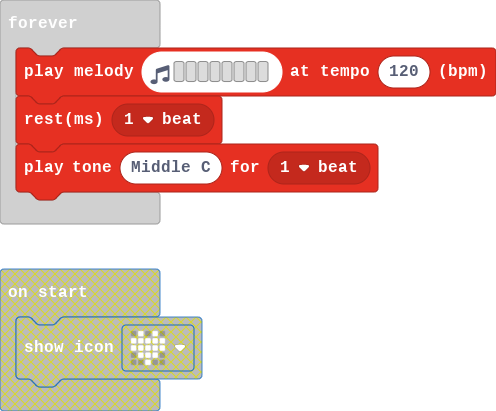 forever
play melody at tempo 120 (bpm)
rest(ms) 1 beat
play tone Middle C for 1 beat
on start
show icon